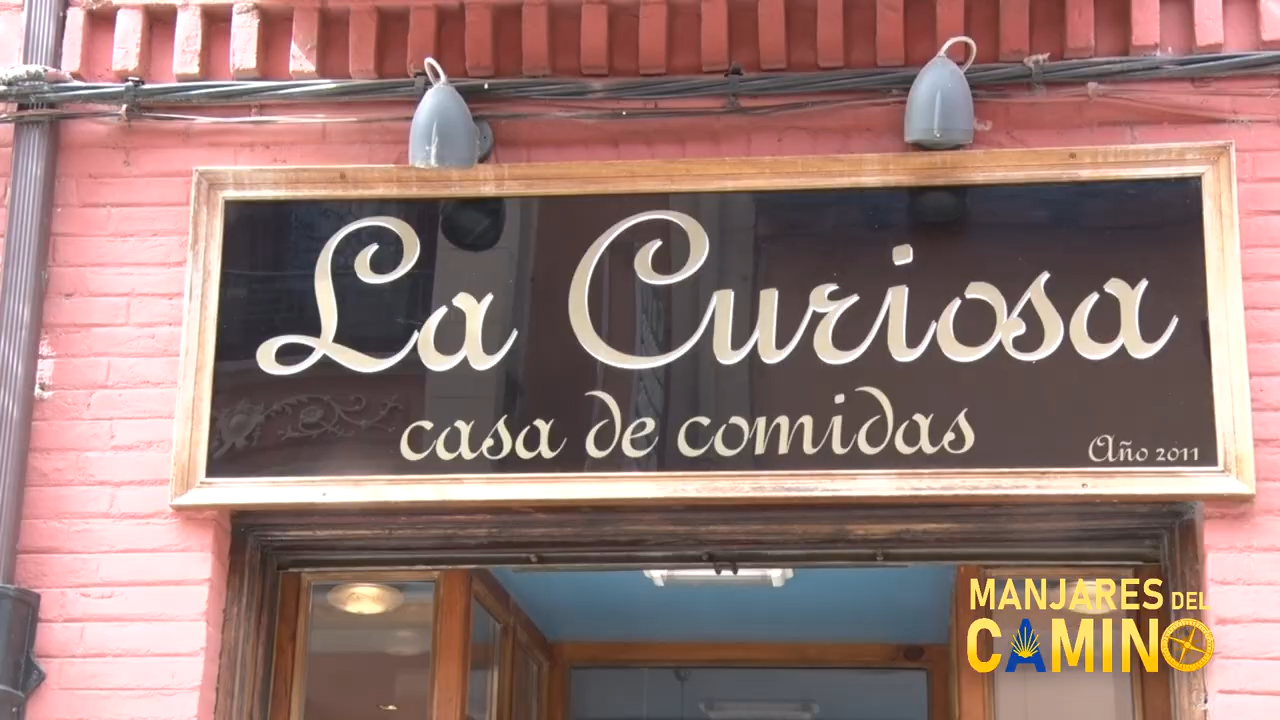 La Curiosa
casa de comidas
Año 2011
MANJARES DEL
CAMINO